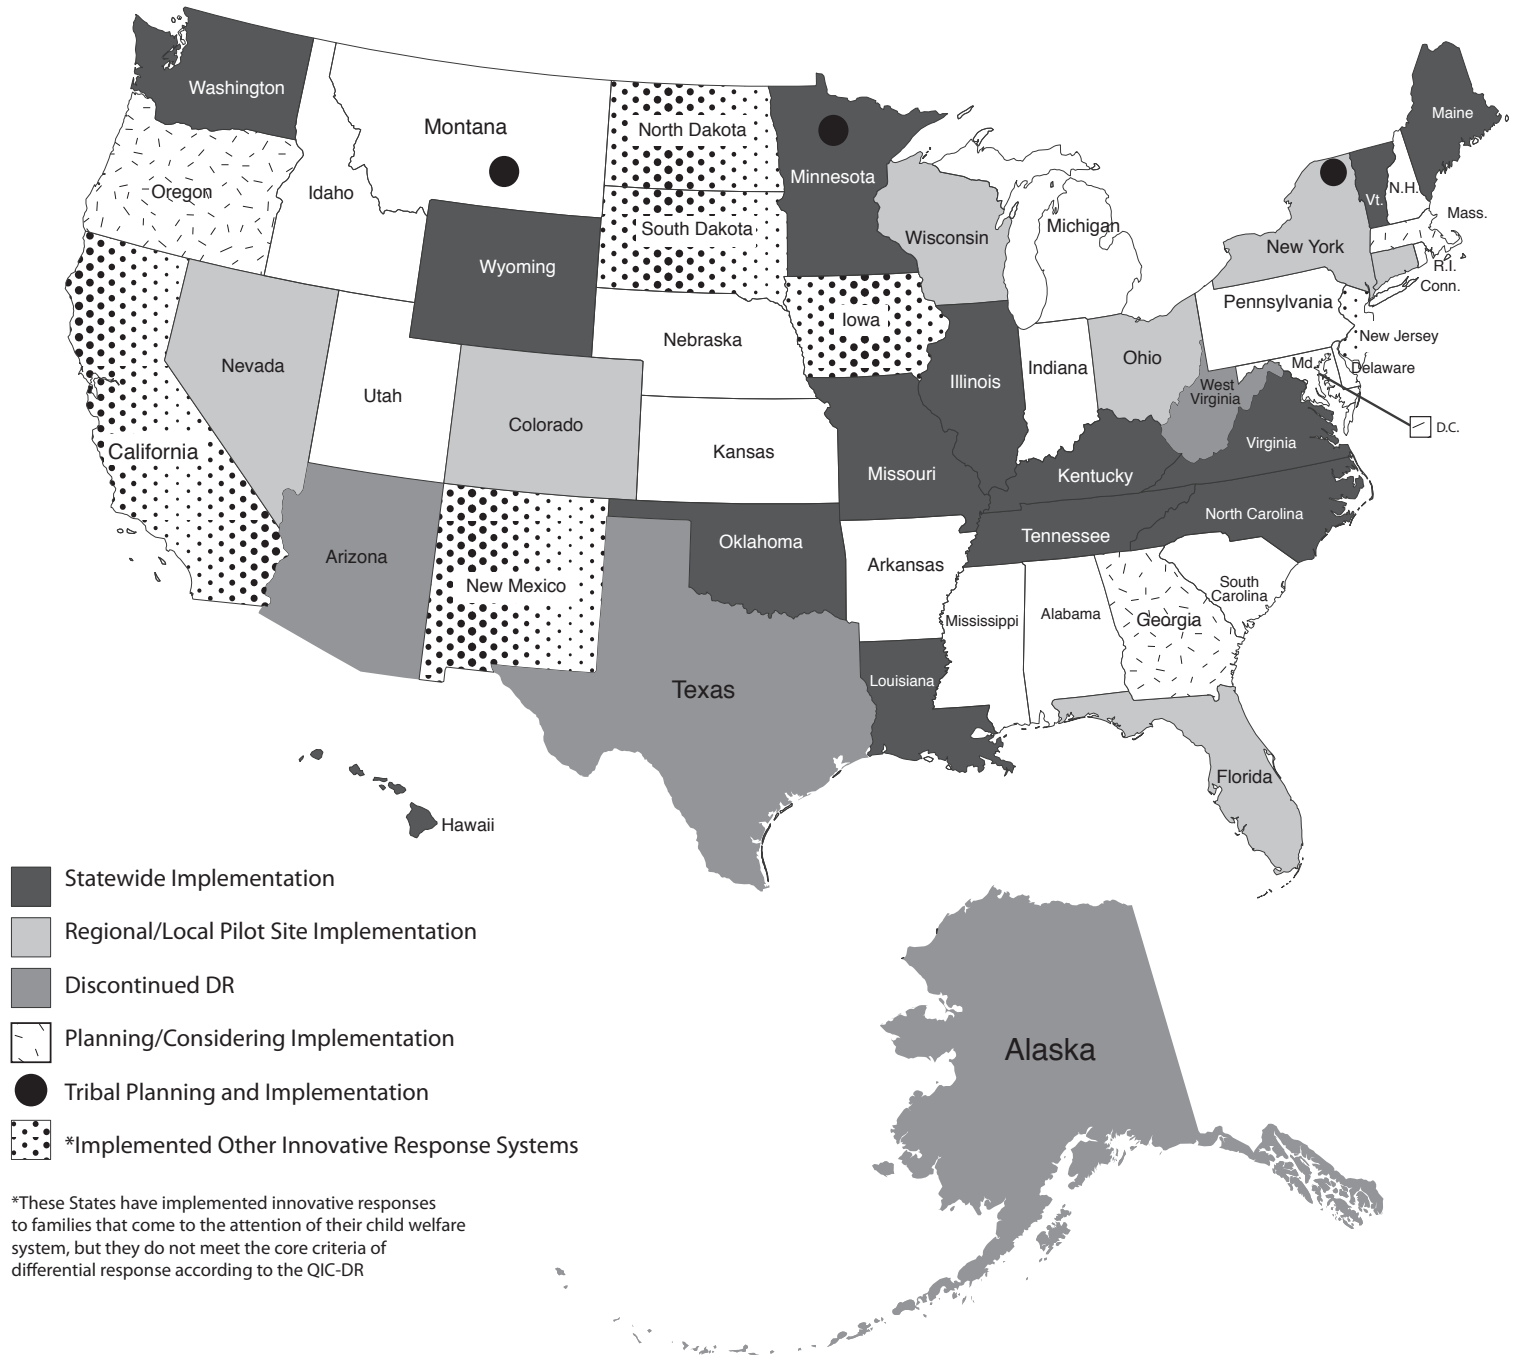 Washington
Maine
Montana
North Dakota
Minnesota
Oregon
Idaho
Vt.
N.H.
Mass.
South Dakota
Wisconsin
Michigan
New York
R.I.
Conn.
Wyoming
Pennsylvania
Iowa
Nebraska
New Jersey
Nevada
Ohio
Indiana
Md.
Delaware
Utah
Illinois
West
Virginia
Colorado
D.C.
California
Kansas
Virginia
Missouri
Kentucky
North Carolina
Oklahoma
Tennessee
Arizona
Arkansas
New Mexico
South
Carolina
Mississippi
Alabama
Georgia
Louisiana
Texas
Florida
Hawaii
Statewide Implementation
Regional/Local Pilot Site Implementation
Discontinued DR
Planning/Considering Implementation
Alaska
Tribal Planning and Implementation
*Implemented Other Innovative Response Systems
*These States have implemented innovative responses
to families that come to the attention of their child welfare
system, but they do not meet the core criteria of
differential response according to the QIC-DR